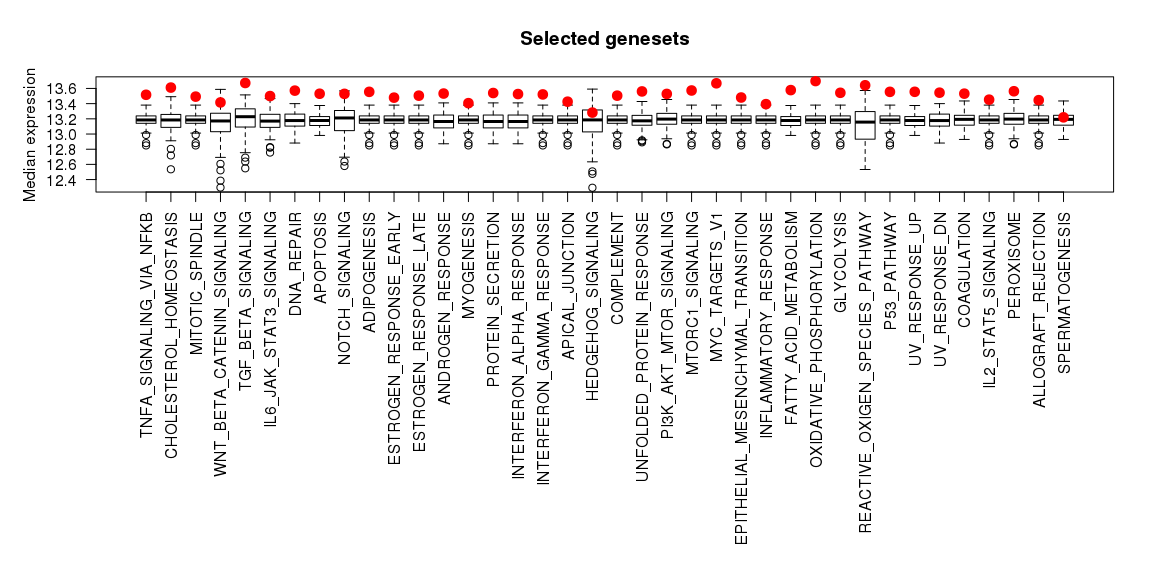 Selected genesets
Median expression
13.6
13.4
13.2
13.0
12.8
12.6
12.4
TNFA_SIGNALING_VIA_NFKB
CHOLESTEROL_HOMEOSTASIS
MITOTIC_SPINDLE
WNT_BETA_CATENIN_SIGNALING
TGF_BETA_SIGNALING
IL6_JAK_STAT3_SIGNALING
DNA_REPAIR
APOPTOSIS
NOTCH_SIGNALING
ADIPOGENESIS
ESTROGEN_RESPONSE_EARLY
ESTROGEN_RESPONSE_LATE
ANDROGEN_RESPONSE
MYOGENESIS
PROTEIN_SECRETION
INTERFERON_ALPHA_RESPONSE
INTERFERON_GAMMA_RESPONSE
APICAL_JUNCTION
HEDGEHOG_SIGNALING
COMPLEMENT
UNFOLDED_PROTEIN_RESPONSE
PI3K_AKT_MTOR_SIGNALING
MTORC1_SIGNALING
MYC_TARGETS_V1
EPITHELIAL_MESENCHYMAL_TRANSITION
INFLAMMATORY_RESPONSE
FATTY_ACID_METABOLISM
OXIDATIVE_PHOSPHORYLATION
GLYCOLYSIS
REACTIVE_OXIGEN_SPECIES_PATHWAY
P53_PATHWAY
UV_RESPONSE_UP
UV_RESPONSE_DN
COAGULATION
IL2_STAT5_SIGNALING
PEROXISOME
ALLOGRAFT_REJECTION
SPERMATOGENESIS